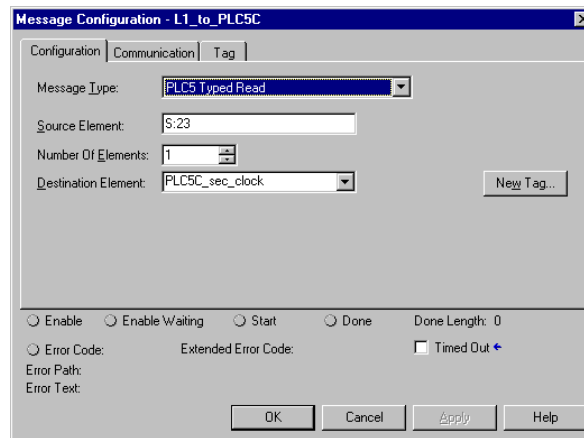 Message Configuration - L1_to_PLC5C
Configuration Communication Tag
Message Type: PLC5 Typed Read
Source Element: S:23
Number Of Elements: 1
Destination Element: PLC5C_sec_clock New Tag...
Enable Enable Waiting Start Done Done Length: 0
Error Code: Extended Error Code: Timed Out
Error Path:
Error Text:
OK Cancel Apply Help